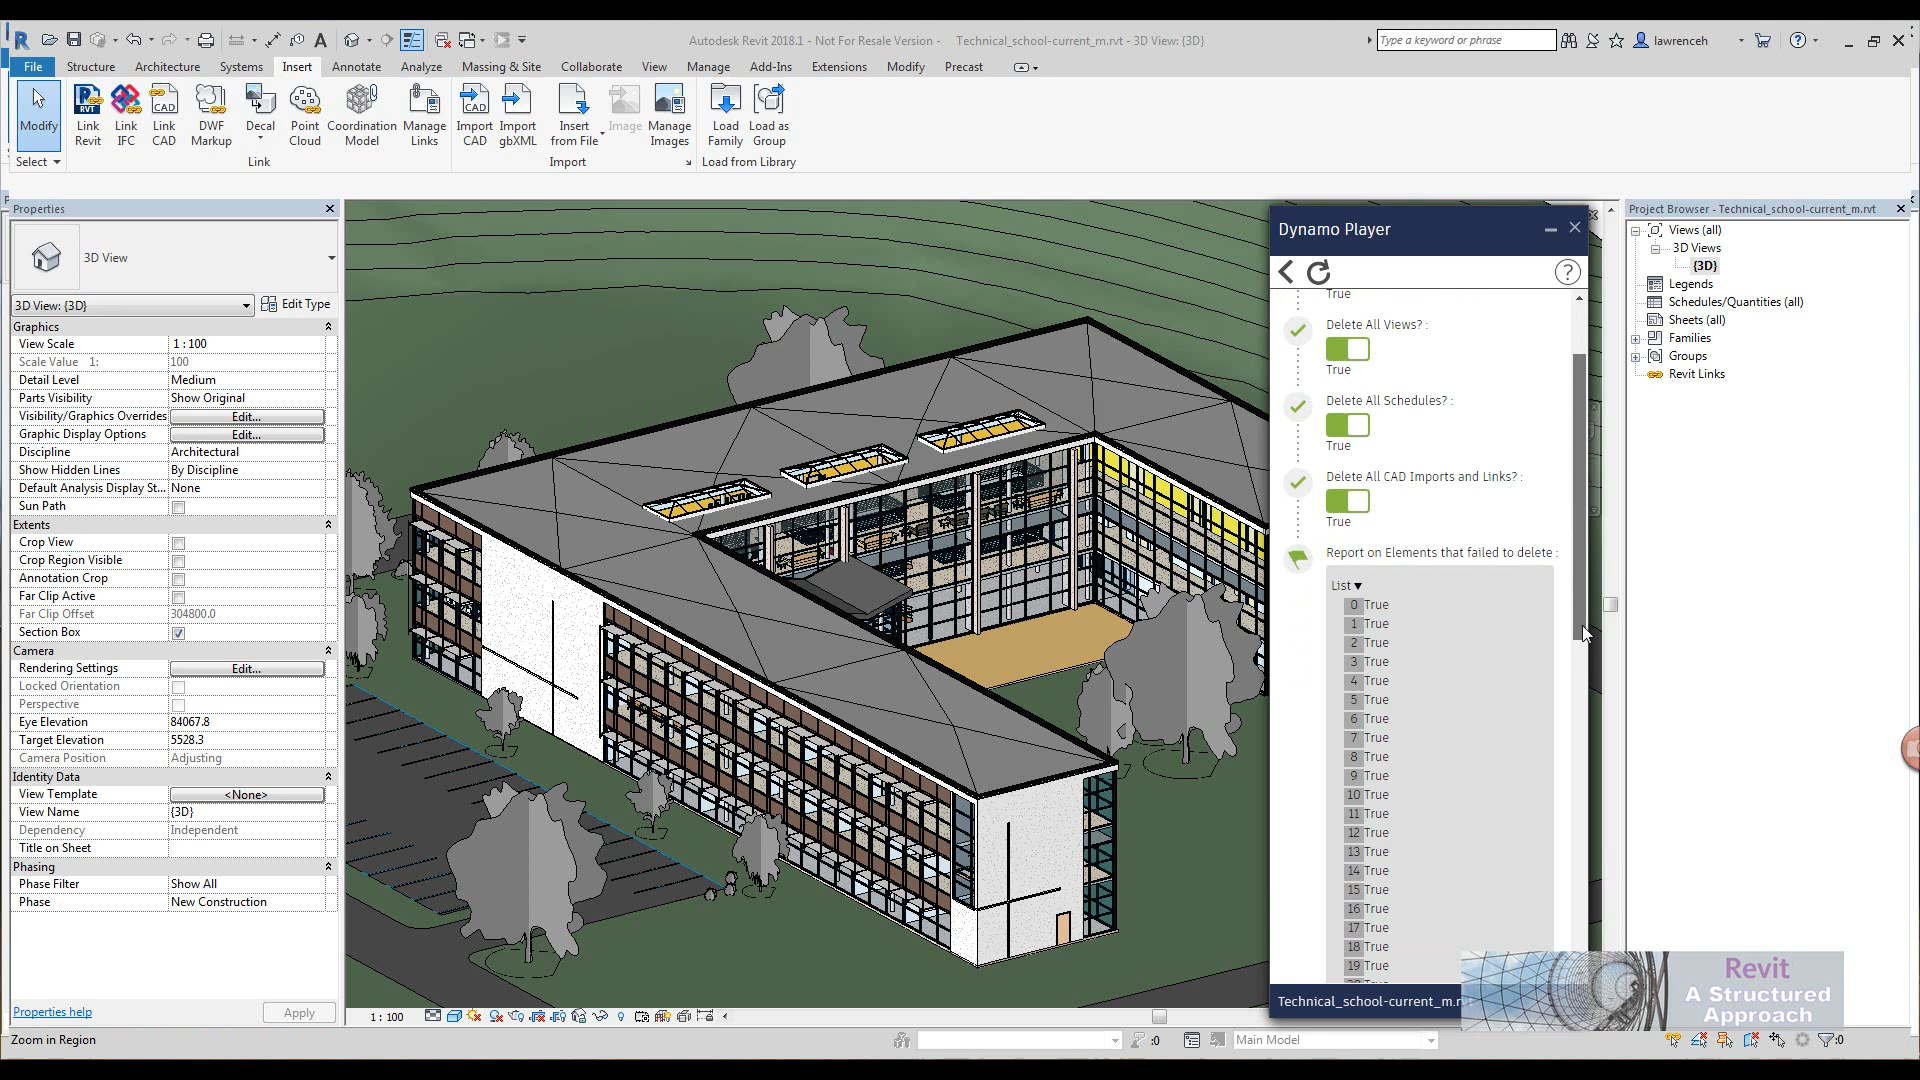 Autodesk Revit 2018.1 - Not For Resale Version - Technical_school-current_m.rvt - 3D View: {3D}
Type a keyword or phrase
lawrenceh
File Structure Architecture Systems Insert Annotate Analyze Massing & Site Collaborate View Manage Add-Ins Extensions Modify Precast
Modify
Link Revit
Link IFC
Link CAD
DWF Markup
Decal
Point Cloud
Coordination Model
Manage Links
Import CAD
Import gbXML
Insert from File
Image
Manage Images
Load Family
Load as Group
Select
Link
Import
Load from Library
Properties
3D View
3D View: {3D}
Edit Type
Graphics
View Scale 1 : 100
Scale Value 1: 100
Detail Level Medium
Parts Visibility Show Original
Visibility/Graphics Overrides Edit...
Graphic Display Options Edit...
Discipline Architectural
Show Hidden Lines By Discipline
Default Analysis Display St... None
Sun Path
Extents
Crop View
Crop Region Visible
Annotation Crop
Far Clip Active
Far Clip Offset 304800.0
Section Box
Camera
Rendering Settings Edit...
Locked Orientation
Perspective
Eye Elevation 84067.8
Target Elevation 5528.3
Camera Position Adjusting
Identity Data
View Template <None>
View Name {3D}
Dependency Independent
Title on Sheet
Phasing
Phase Filter Show All
Phase New Construction
Properties help
Apply
Zoom in Region
1 : 100
:0
Main Model
:0
Dynamo Player
True
Delete All Views? :
True
Delete All Schedules? :
True
Delete All CAD Imports and Links? :
True
Report on Elements that failed to delete :
List
0 True
1 True
2 True
3 True
4 True
5 True
6 True
7 True
8 True
9 True
10 True
11 True
12 True
13 True
14 True
15 True
16 True
17 True
18 True
19 True
Technical_school-current_m.r
Project Browser - Technical_school-current_m.rvt
Views (all)
3D Views
{3D}
Legends
Schedules/Quantities (all)
Sheets (all)
Families
Groups
Revit Links
Revit
A Structured
Approach